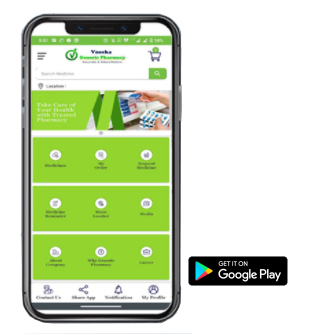 Vaseka
Generic Pharmacy
Search Medicine
Location :
Take Care of
Your Health
with Trusted
Pharmacy
Medicines
My
Order
Request
Medicine
Medicine
Reminder
Store
Locator
Media
About
Company
Why Generic
Pharmacy
Career
Contact Us
Share App
Notification
My Profile
GET IT ON
Google Play